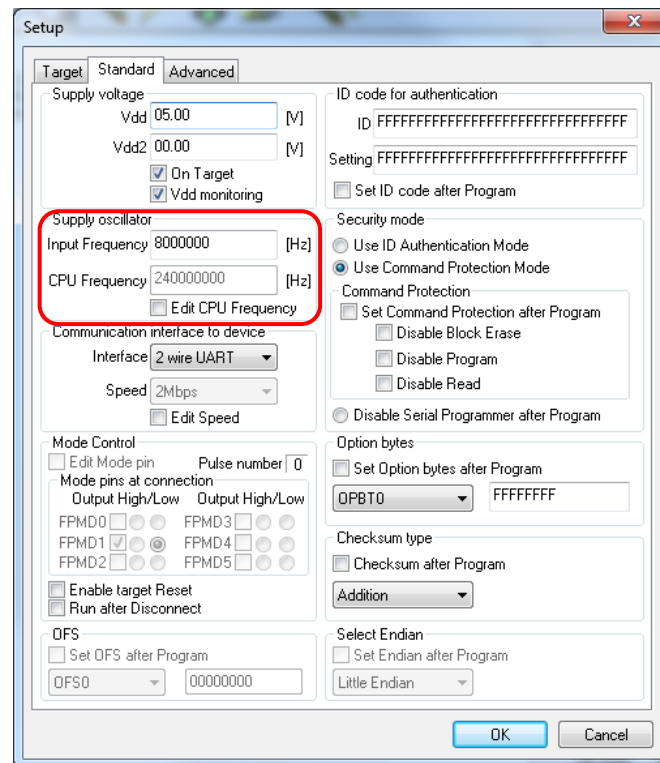 Setup
Target Standard Advanced
Supply voltage
Vdd 05.00 [V]
Vdd2 00.00 [V]
On Target
Vdd monitoring
Supply oscillator
Input Frequency 8000000 [Hz]
CPU Frequency 240000000 [Hz]
Edit CPU Frequency
Communication interface to device
Interface 2 wire UART
Speed 2Mbps
Edit Speed
Mode Control
Edit Mode pin Pulse number 0
Mode pins at connection
Output High/Low Output High/Low
FPMD0 FPMD3
FPMD1 FPMD4
FPMD2 FPMD5
Enable target Reset
Run after Disconnect
OFS
Set OFS after Program
OFS0 00000000
ID code for authentication
ID FFFFFFFFFFFFFFFFFFFFFFFFFFFFFFFF
Setting FFFFFFFFFFFFFFFFFFFFFFFFFFFFFFFF
Set ID code after Program
Security mode
Use ID Authentication Mode
Use Command Protection Mode
Command Protection
Set Command Protection after Program
Disable Block Erase
Disable Program
Disable Read
Disable Serial Programmer after Program
Option bytes
Set Option bytes after Program
OPBT0 FFFFFFFF
Checksum type
Checksum after Program
Addition
Select Endian
Set Endian after Program
Little Endian
OK Cancel